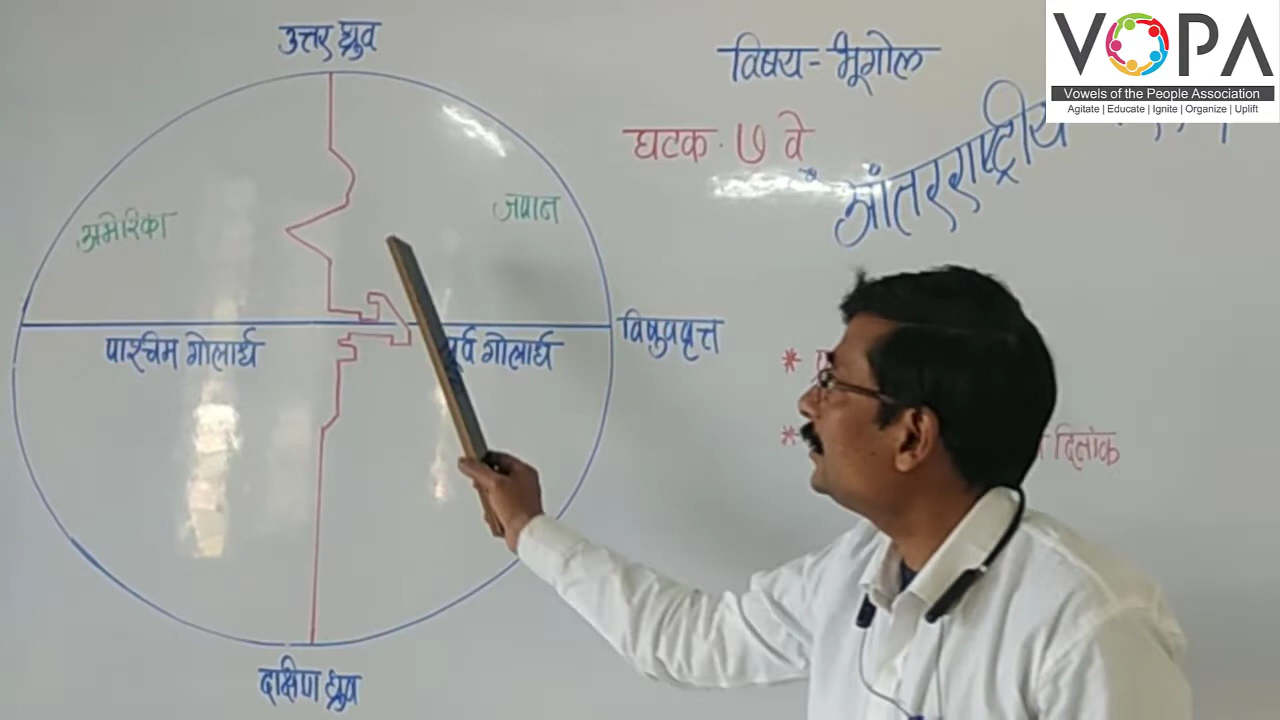 उत्तर ध्रुव
विषय - भूगोल
VOPA
Vowels of the People Association
Agitate | Educate | Ignite | Organize | Uplift
घटक . ७ वे
आंतरराष्ट्रीय
अमेरिका
जपान
विषुववृत्त
पाश्चिम गोलार्ध
पूर्व गोलार्ध
*
*
दिनांक
दक्षिण ध्रुव